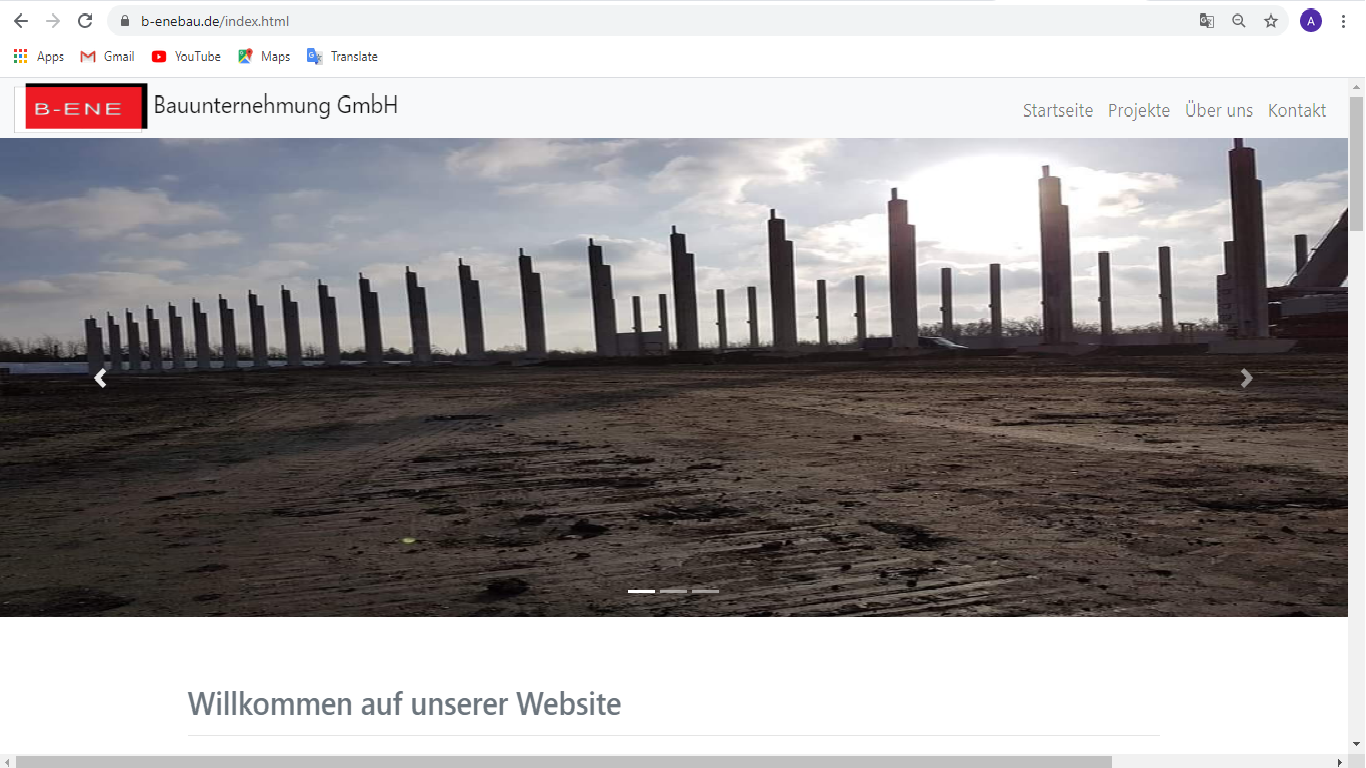 b-enebau.de/index.html
A
Apps Gmail YouTube Maps Translate
B-ENE Bauunternehmung GmbH
Startseite Projekte Über uns Kontakt
Willkommen auf unserer Website